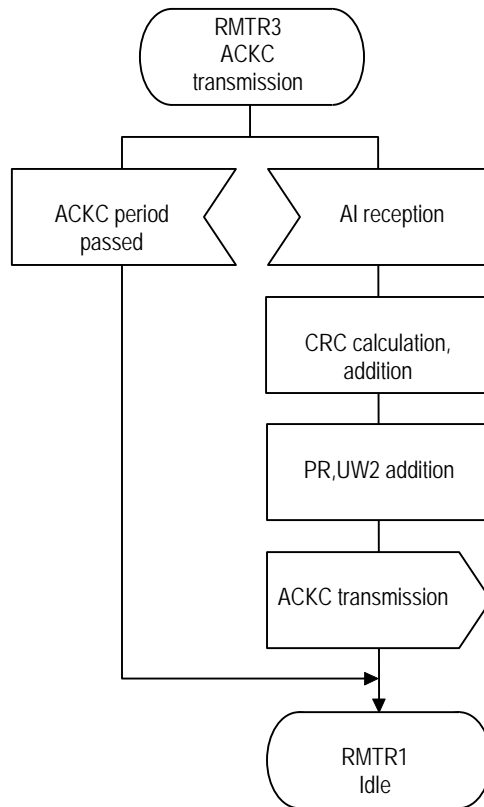 RMTR3
ACKC
transmission
ACKC period
passed
AI reception
CRC calculation,
addition
PR,UW2 addition
ACKC transmission
RMTR1
Idle